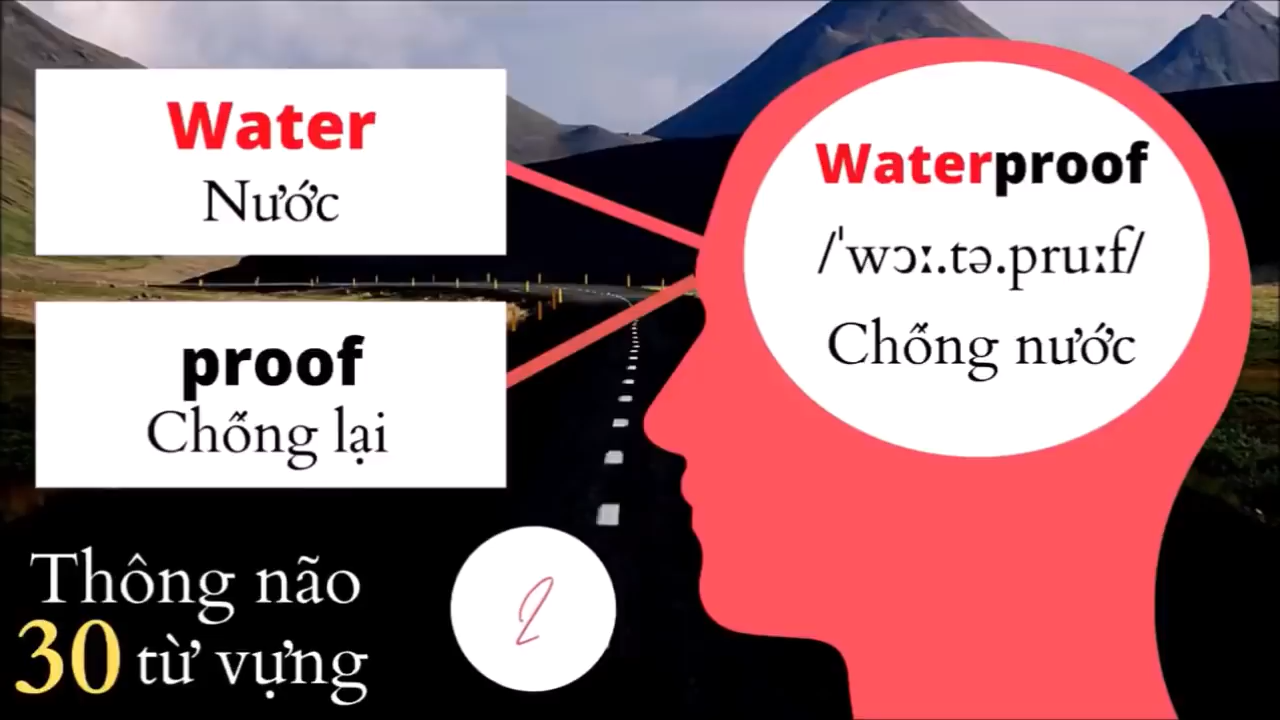 Water
Nước
proof
Chống lại
Waterproof
/ˈwɔː.tə.pruːf/
Chống nước
Thông não
30 từ vựng
2